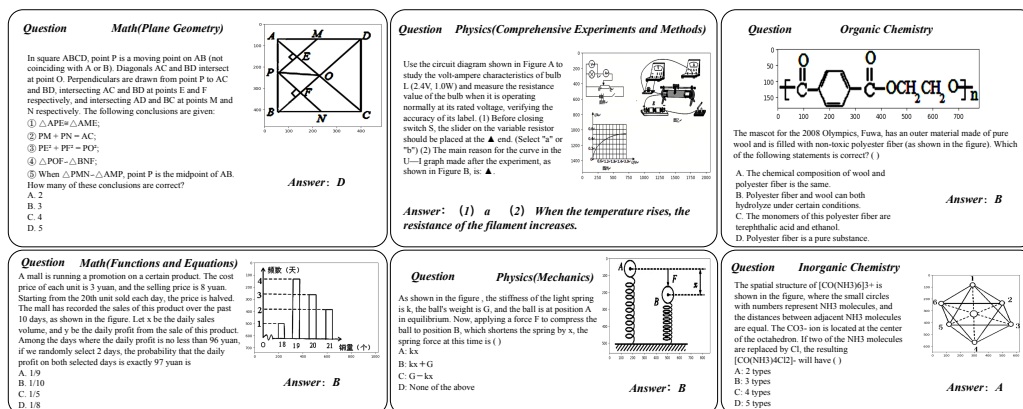 Question Math(Plane Geometry)
In square ABCD, point P is a moving point on AB (not
coinciding with A or B). Diagonals AC and BD intersect
at point O. Perpendiculars are drawn from point P to AC
and BD, intersecting AC and BD at points E and F
respectively, and intersecting AD and BC at points M and
N respectively. The following conclusions are given:
① △APE≌△AME;
② PM + PN = AC;
③ PE² + PF² = PO²;
④ △POF~△BNF;
⑤ When △PMN~△AMP, point P is the midpoint of AB.
How many of these conclusions are correct?
A. 2
B. 3
C. 4
D. 5
A M D
E
P O
F
B N C
Answer: D
Question Physics(Comprehensive Experiments and Methods)
Use the circuit diagram shown in Figure A to
study the volt-ampere characteristics of bulb
L (2.4V, 1.0W) and measure the resistance
value of the bulb when it is operating
normally at its rated voltage, verifying the
accuracy of its label. (1) Before closing
switch S, the slider on the variable resistor
should be placed at the ▲ end. (Select "a" or
"b") (2) The main reason for the curve in the
U—I graph made after the experiment, as
shown in Figure B, is: ▲.
Answer: (1) a (2) When the temperature rises, the
resistance of the filament increases.
Question Organic Chemistry
O O
C C OCH2CH2O n
The mascot for the 2008 Olympics, Fuwa, has an outer material made of pure
wool and is filled with non-toxic polyester fiber (as shown in the figure). Which
of the following statements is correct? ( )
A. The chemical composition of wool and
polyester fiber is the same.
B. Polyester fiber and wool can both
hydrolyze under certain conditions.
C. The monomers of this polyester fiber are
terephthalic acid and ethanol.
D. Polyester fiber is a pure substance.
Answer: B
Question Math(Functions and Equations)
A mall is running a promotion on a certain product. The cost
price of each unit is 3 yuan, and the selling price is 8 yuan.
Starting from the 20th unit sold each day, the price is halved.
The mall has recorded the sales of this product over the past
10 days, as shown in the figure. Let x be the daily sales
volume, and y be the daily profit from the sale of this product.
Among the days where the daily profit is no less than 96 yuan,
if we randomly select 2 days, the probability that the daily
profit on both selected days is exactly 97 yuan is
A. 1/9
B. 1/10
C. 1/5
D. 1/8
频数（天）
4
3
2
1
O 18 19 20 21 销量（个）
Answer: B
Question Physics(Mechanics)
As shown in the figure , the stiffness of the light spring
is k, the ball's weight is G, and the ball is at position A
in equilibrium. Now, applying a force F to compress the
ball to position B, which shortens the spring by x, the
spring force at this time is ( )
A: kx
B: kx＋G
C: G－kx
D: None of the above
A
F x
B
Answer: B
Question Inorganic Chemistry
The spatial structure of [CO(NH3)6]3+ is
shown in the figure, where the small circles
with numbers represent NH3 molecules, and
the distances between adjacent NH3 molecules
are equal. The CO3- ion is located at the center
of the octahedron. If two of the NH3 molecules
are replaced by Cl, the resulting
[CO(NH3)4Cl2]- will have ( )
A: 2 types
B: 3 types
C: 4 types
D: 5 types
Answer: A